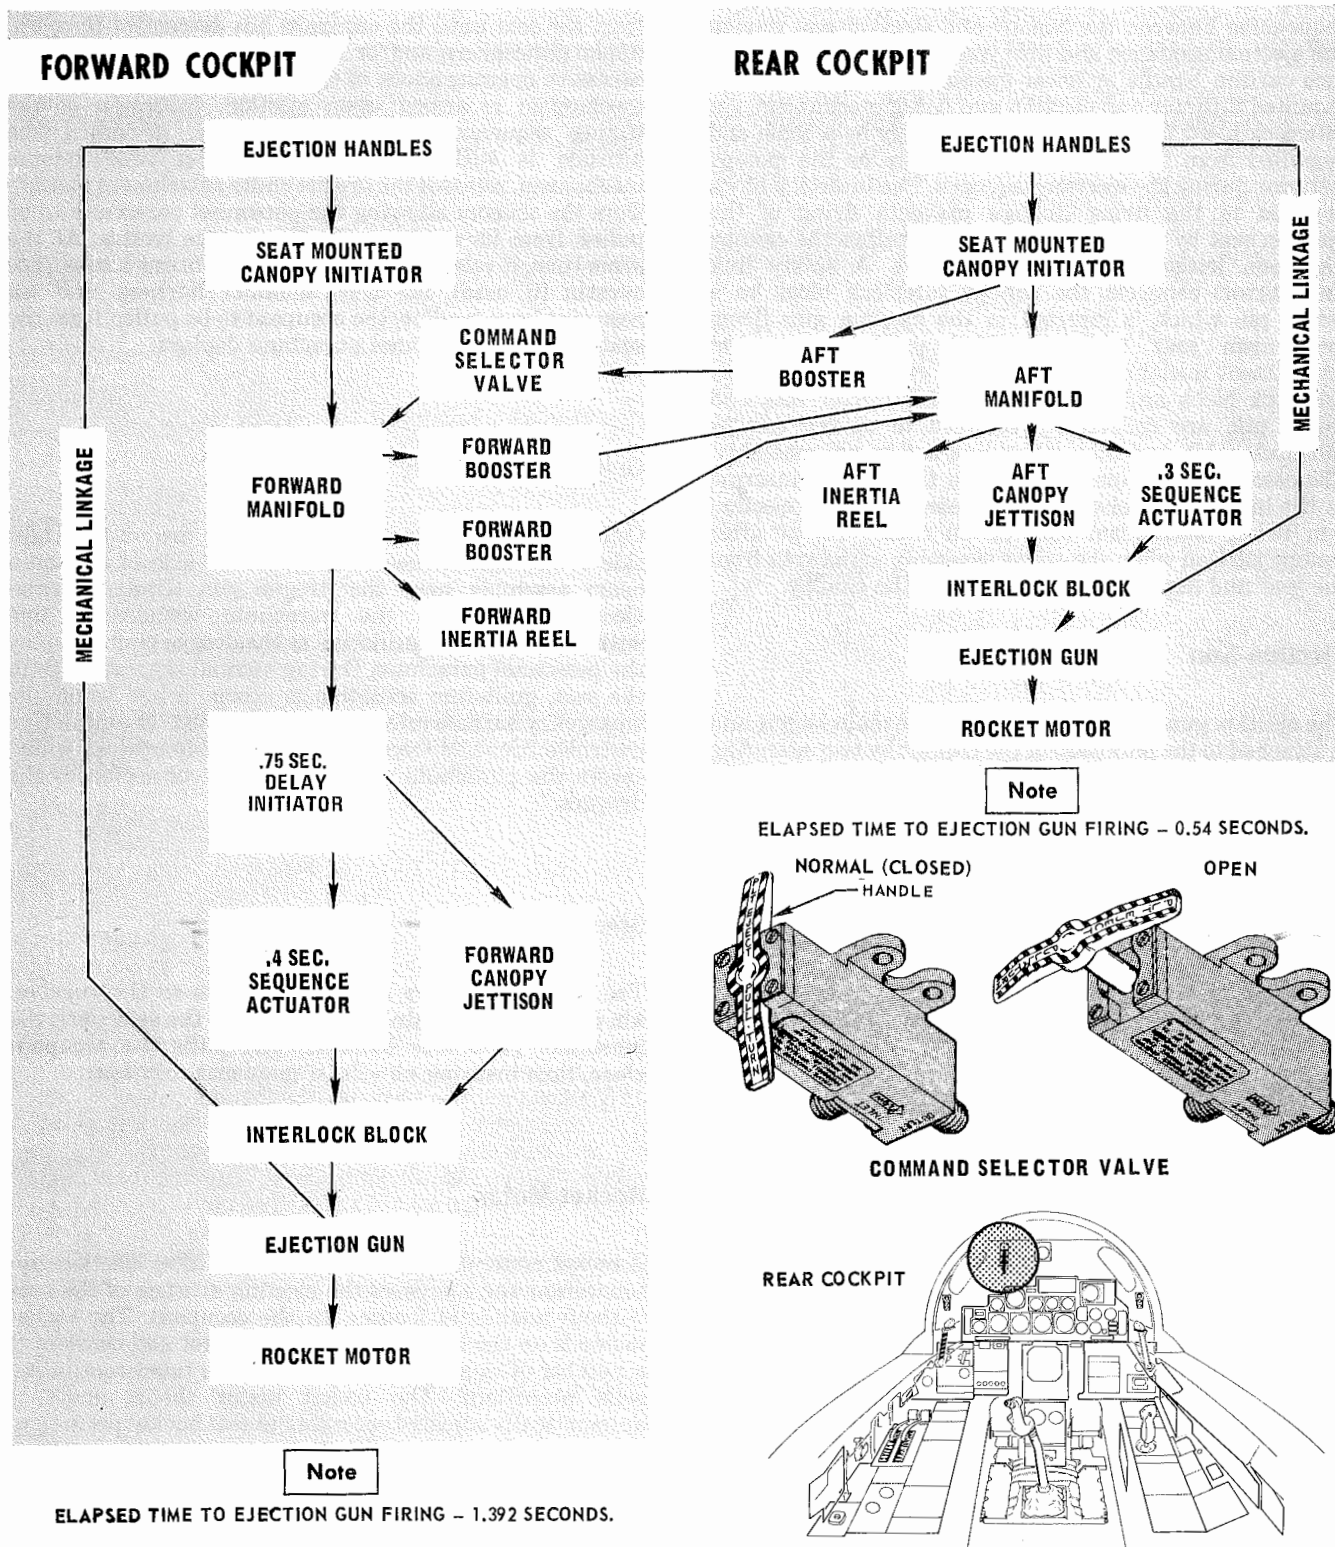 FORWARD COCKPIT
EJECTION HANDLES
SEAT MOUNTED
CANOPY INITIATOR
COMMAND
SELECTOR
VALVE
FORWARD
BOOSTER
FORWARD
MANIFOLD
FORWARD
BOOSTER
FORWARD
INERTIA REEL
MECHANICAL LINKAGE
.75 SEC.
DELAY
INITIATOR
.4 SEC.
SEQUENCE
ACTUATOR
FORWARD
CANOPY
JETTISON
INTERLOCK BLOCK
EJECTION GUN
ROCKET MOTOR
Note
ELAPSED TIME TO EJECTION GUN FIRING – 1.392 SECONDS.
REAR COCKPIT
EJECTION HANDLES
SEAT MOUNTED
CANOPY INITIATOR
MECHANICAL LINKAGE
AFT
BOOSTER
AFT
MANIFOLD
AFT
INERTIA
REEL
AFT
CANOPY
JETTISON
.3 SEC.
SEQUENCE
ACTUATOR
INTERLOCK BLOCK
EJECTION GUN
ROCKET MOTOR
Note
ELAPSED TIME TO EJECTION GUN FIRING – 0.54 SECONDS.
NORMAL (CLOSED)
HANDLE
OPEN
PULL TURN
INLET
OUTLET
INLET
COMMAND SELECTOR VALVE
REAR COCKPIT